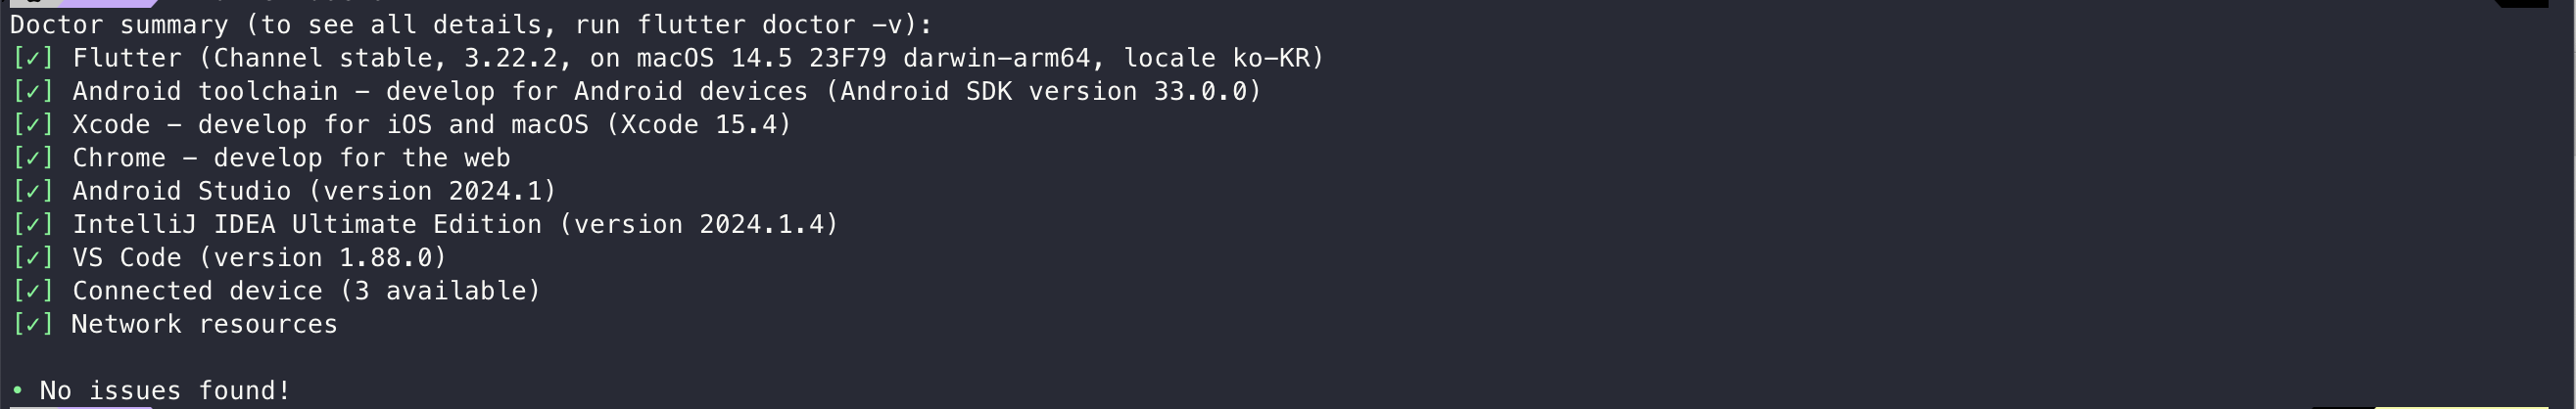 Doctor summary (to see all details, run flutter doctor -v):
[✓] Flutter (Channel stable, 3.22.2, on macOS 14.5 23F79 darwin-arm64, locale ko-KR)
[✓] Android toolchain - develop for Android devices (Android SDK version 33.0.0)
[✓] Xcode - develop for iOS and macOS (Xcode 15.4)
[✓] Chrome - develop for the web
[✓] Android Studio (version 2024.1)
[✓] IntelliJ IDEA Ultimate Edition (version 2024.1.4)
[✓] VS Code (version 1.88.0)
[✓] Connected device (3 available)
[✓] Network resources
• No issues found!